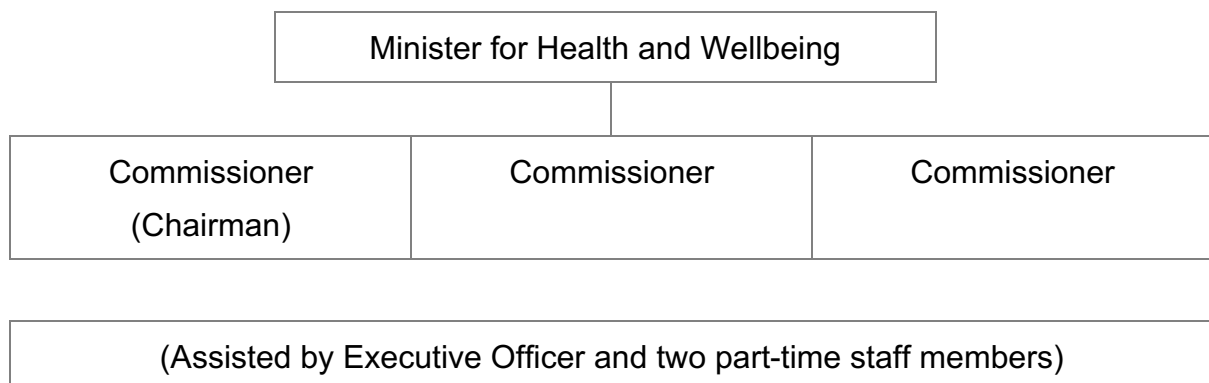 Minister for Health and Wellbeing
Commissioner
(Chairman)
Commissioner
Commissioner
(Assisted by Executive Officer and two part-time staff members)